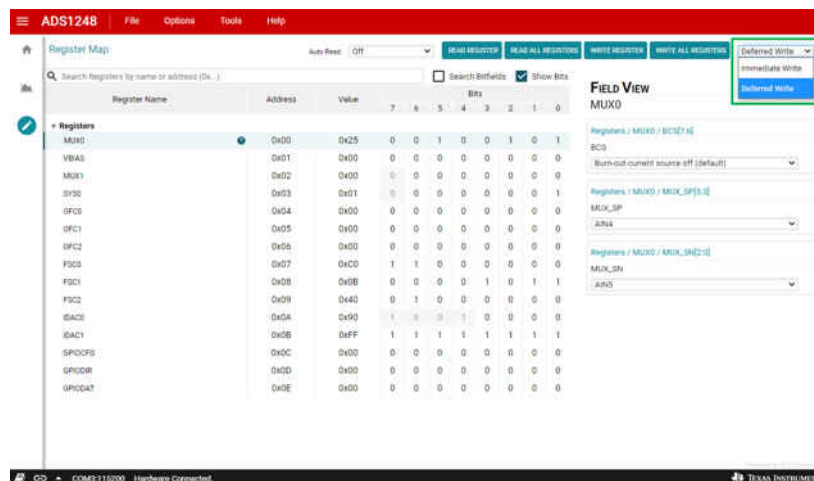 ADS1248 File Options Tools Help
Register Map Auto Read Off READ REGISTER READ ALL REGISTERS WRITE REGISTER WRITE ALL REGISTERS Deferred Write
Immediate Write
Deferred Write
Search Registers by name or address (0x...) Search Bitfields Show Bits
Register Name Address Value Bits
7 6 5 4 3 2 1 0
Registers
MUX0 0x00 0x25 0 0 1 0 0 1 0 1
VBIAS 0x01 0x00 0 0 0 0 0 0 0 0
MUX1 0x02 0x00 0 0 0 0 0 0 0 0
SYS0 0x03 0x01 0 0 0 0 0 0 0 1
OFC0 0x04 0x00 0 0 0 0 0 0 0 0
OFC1 0x05 0x00 0 0 0 0 0 0 0 0
OFC2 0x06 0x00 0 0 0 0 0 0 0 0
FSC0 0x07 0xC0 1 1 0 0 0 0 0 0
FSC1 0x08 0x0B 0 0 0 0 1 0 1 1
FSC2 0x09 0x40 0 1 0 0 0 0 0 0
IDAC0 0x0A 0x90 1 0 0 1 0 0 0 0
IDAC1 0x0B 0xFF 1 1 1 1 1 1 1 1
GPIOCFG 0x0C 0x00 0 0 0 0 0 0 0 0
GPIODIR 0x0D 0x00 0 0 0 0 0 0 0 0
GPIODAT 0x0E 0x00 0 0 0 0 0 0 0 0
FIELD VIEW
MUX0
Registers / MUX0 / BCS[7:6]
BCS
Burn-out current source off (default)
Registers / MUX0 / MUX_SP[5:3]
MUX_SP
AIN4
Registers / MUX0 / MUX_SN[2:0]
MUX_SN
AIN5
COM3:115200 Hardware Connected. TEXAS INSTRUME